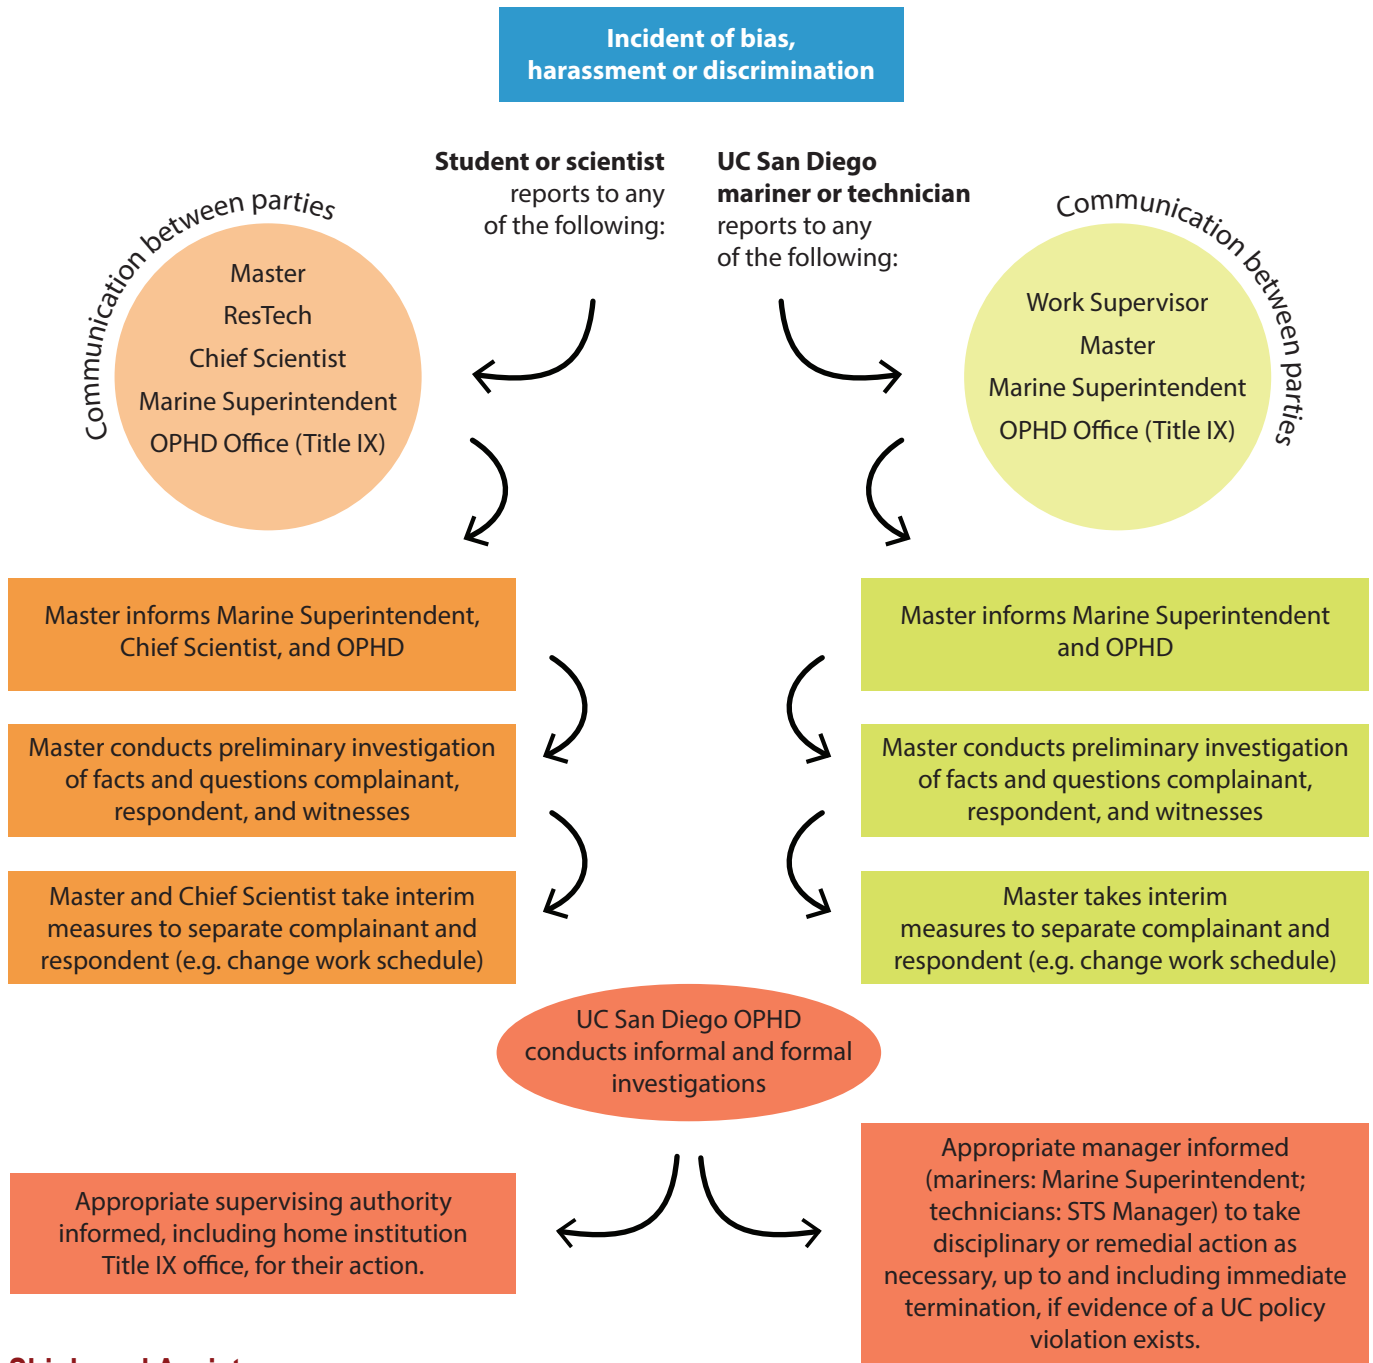 Incident of bias,
harassment or discrimination
Student or scientist
reports to any
of the following:
UC San Diego
mariner or technician
reports to any
of the following:
Communication between parties
Master
ResTech
Chief Scientist
Marine Superintendent
OPHD Office (Title IX)
Communication between parties
Work Supervisor
Master
Marine Superintendent
OPHD Office (Title IX)
Master informs Marine Superintendent,
Chief Scientist, and OPHD
Master informs Marine Superintendent
and OPHD
Master conducts preliminary investigation
of facts and questions complainant,
respondent, and witnesses
Master conducts preliminary investigation
of facts and questions complainant,
respondent, and witnesses
Master and Chief Scientist take interim
measures to separate complainant and
respondent (e.g. change work schedule)
Master takes interim
measures to separate complainant and
respondent (e.g. change work schedule)
UC San Diego OPHD
conducts informal and formal
investigations
Appropriate supervising authority
informed, including home institution
Title IX office, for their action.
Appropriate manager informed
(mariners: Marine Superintendent;
technicians: STS Manager) to take
disciplinary or remedial action as
necessary, up to and including immediate
termination, if evidence of a UC policy
violation exists.